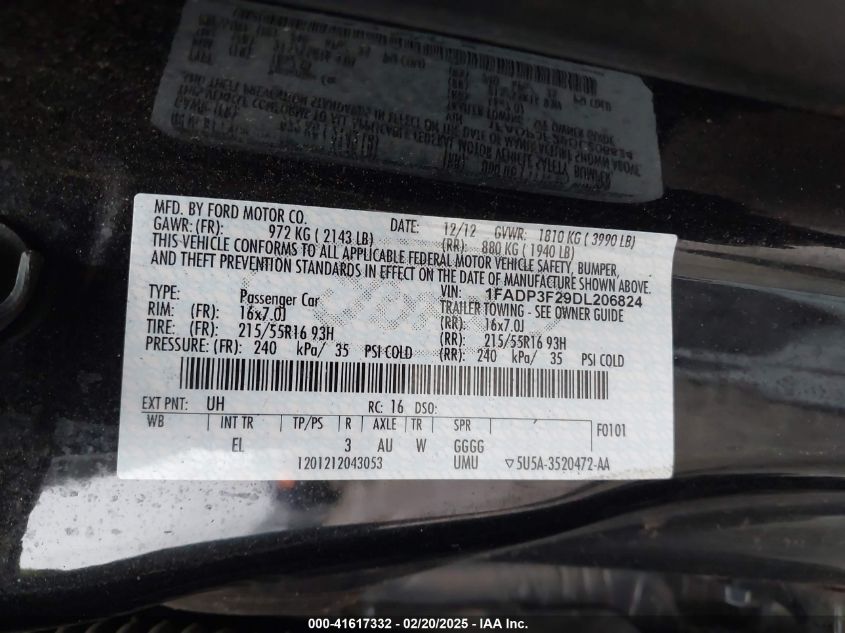 MFD. BY FORD MOTOR CO. DATE: 12/12 GVWR: 1810 KG ( 3990 LB)
GAWR: (FR): 972 KG ( 2143 LB) (RR): 880 KG ( 1940 LB)
THIS VEHICLE CONFORMS TO ALL APPLICABLE FEDERAL MOTOR VEHICLE SAFETY, BUMPER,
AND THEFT PREVENTION STANDARDS IN EFFECT ON THE DATE OF MANUFACTURE SHOWN ABOVE.
VIN: 1FADP3F29DL206824
TYPE: Passenger Car TRAILER TOWING - SEE OWNER GUIDE
RIM: (FR) 16x7.0J (RR): 16x7.0J
TIRE: (FR): 215/55R16 93H (RR): 215/55R16 93H
PRESSURE: (FR): 240 kPa/ 35 PSI COLD (RR): 240 kPa/ 35 PSI COLD
EXT PNT: UH RC: 16 DSO: F0101
WB INT TR TP/PS R AXLE TR SPR
EL 3 AU W GGGG
1201212043053 UMU ▽5U5A-3520472-AA
000-41617332 - 02/20/2025 - IAA Inc.